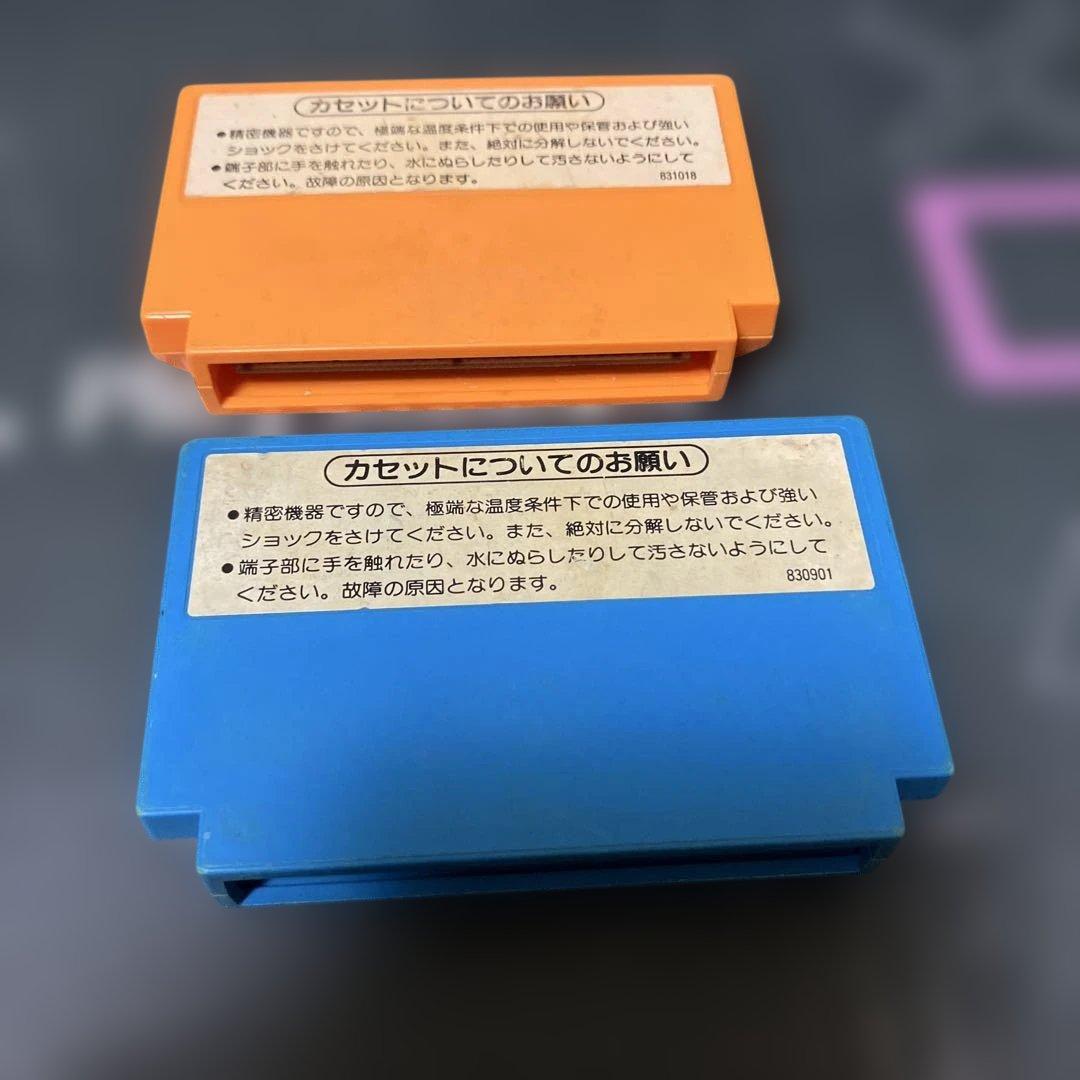 カセットについてのお願い
●精密機器ですので、極端な温度条件下での使用や保管および強い
ショックをさけてください。また、絶対に分解しないでください。
●端子部に手を触れたり、水にぬらしたりして汚さないようにして
ください。故障の原因となります。
831018
カセットについてのお願い
●精密機器ですので、極端な温度条件下での使用や保管および強い
ショックをさけてください。また、絶対に分解しないでください。
●端子部に手を触れたり、水にぬらしたりして汚さないようにして
ください。故障の原因となります。
830901